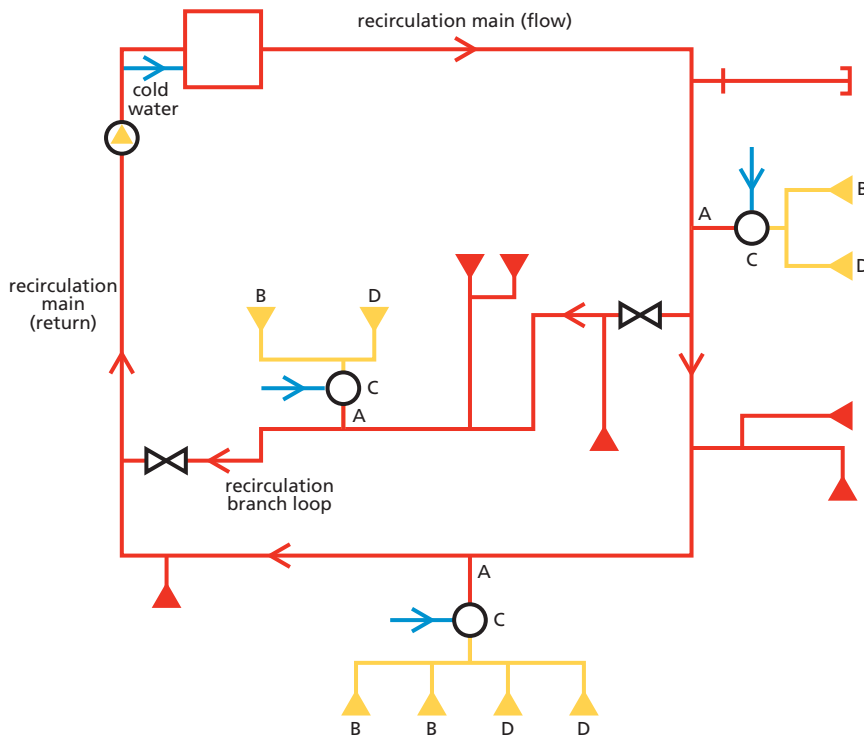 recirculation main (flow)
cold
water
B
A
C
D
recirculation
main
(return)
B
D
C
A
recirculation
branch loop
A
C
B
B
D
D